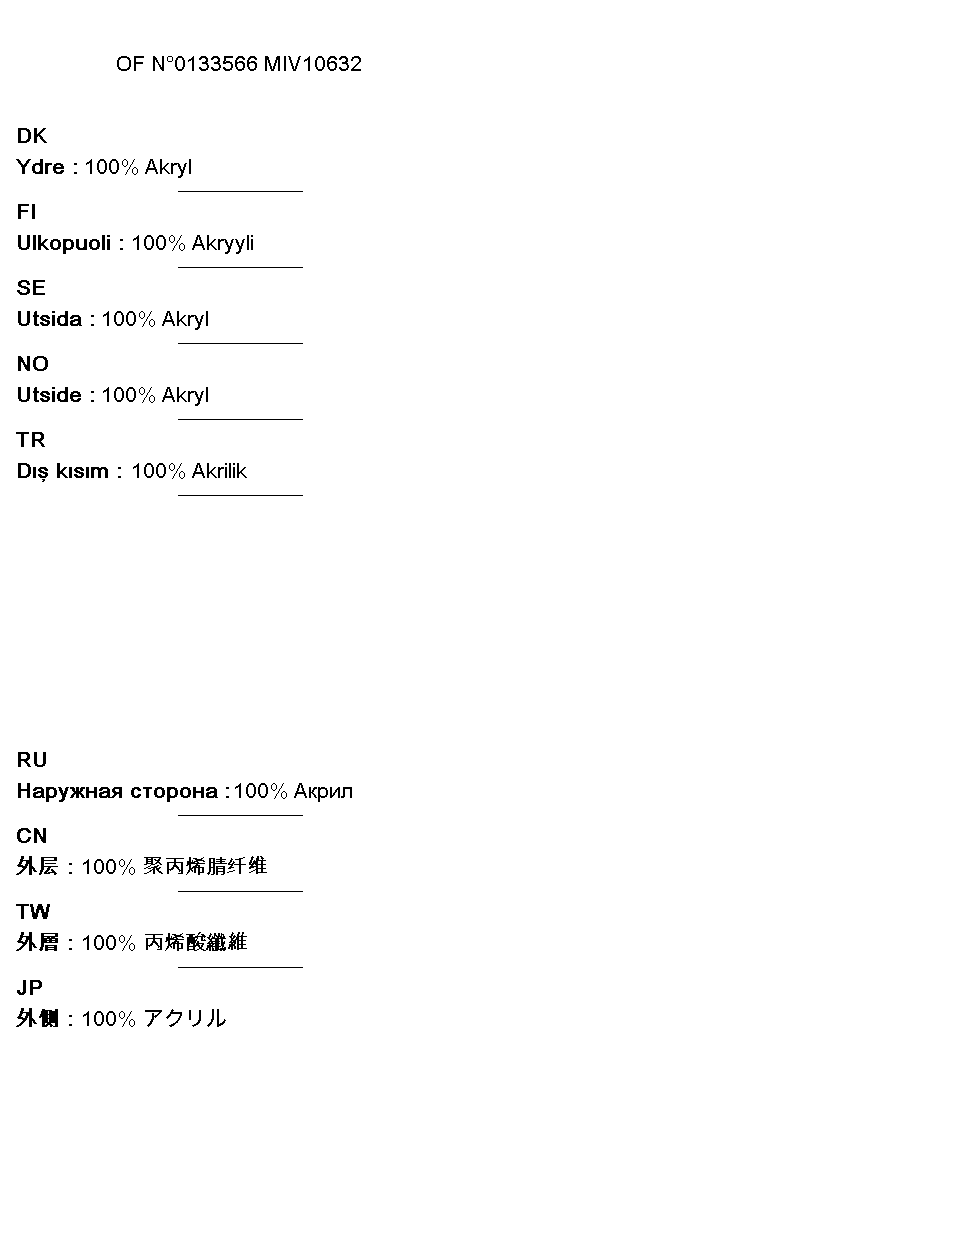 OF N°0133566 MIV10632
DK
Ydre : 100% Akryl
FI
Ulkopuoli : 100% Akryyli
SE
Utsida : 100% Akryl
NO
Utside : 100% Akryl
TR
Dış kısım : 100% Akrilik
RU
Наружная сторона : 100% Акрил
CN
外层 : 100% 聚丙烯腈纤维
TW
外層 : 100% 丙烯酸纖維
JP
外側 : 100% アクリル